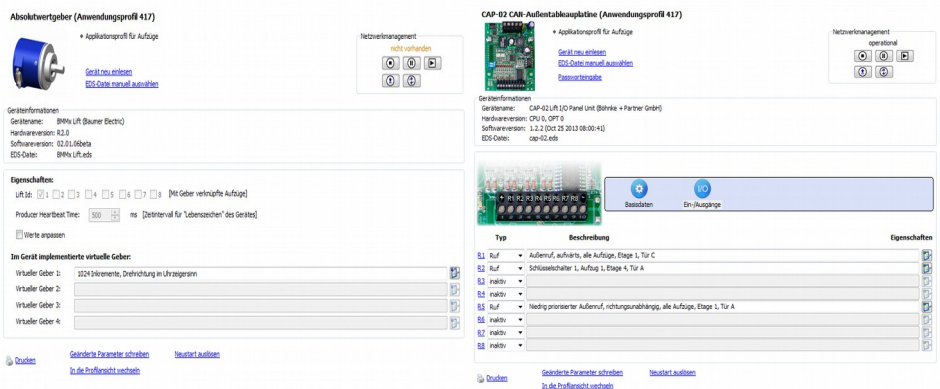 Absolutwertgeber (Anwendungsprofil 417)
* Applikationsprofil für Aufzüge
Gerät neu einlesen
EDS-Datei manuell auswählen
Netzwerkmanagement
nicht vorhanden
Geräteinformationen
Gerätename: BMMx Lift (Baumer Electric)
Hardwareversion: R2.0
Softwareversion: 02.01.06beta
EDS-Datei: BMMx Lift.eds
Eigenschaften:
Lift Id: 1 2 3 4 5 6 7 8 [Mit Geber verknüpfte Aufzüge]
Producer Heartbeat Time: 500 ms [Zeitintervall für "Lebenszeichen" des Gerätes]
Werte anpassen
Im Gerät implementierte virtuelle Geber:
Virtueller Geber 1: 1024 Inkremente, Drehrichtung im Uhrzeigersinn
Virtueller Geber 2:
Virtueller Geber 3:
Virtueller Geber 4:
Drucken
Geänderte Parameter schreiben Neustart auslösen
In die Profilansicht wechseln
CAP-02 CAN-Außentableauplatine (Anwendungsprofil 417)
* Applikationsprofil für Aufzüge
Gerät neu einlesen
EDS-Datei manuell auswählen
Passworteingabe
Netzwerkmanagement
operational
Geräteinformationen
Gerätename: CAP-02 Lift I/O Panel Unit (Böhnke + Partner GmbH)
Hardwareversion: CPU 0, OPT 0
Softwareversion: 1.2.2 (Oct 25 2013 08:00:41)
EDS-Datei: cap-02.eds
+ R1 R2 R3 R4 R5 R6 R7 R8 -
I/O
Basisdaten Ein-/Ausgänge
Typ Beschreibung Eigenschaften
R1 Ruf Außenruf, aufwärts, alle Aufzüge, Etage 1, Tür C
R2 Ruf Schlüsselschalter 1, Aufzug 1, Etage 4, Tür A
R3 inaktiv
R4 inaktiv
R5 Ruf Niedrig priorisierter Außenruf, richtungsunabhängig, alle Aufzüge, Etage 1, Tür A
R6 inaktiv
R7 inaktiv
R8 inaktiv
Drucken
Geänderte Parameter schreiben Neustart auslösen
In die Profilansicht wechseln